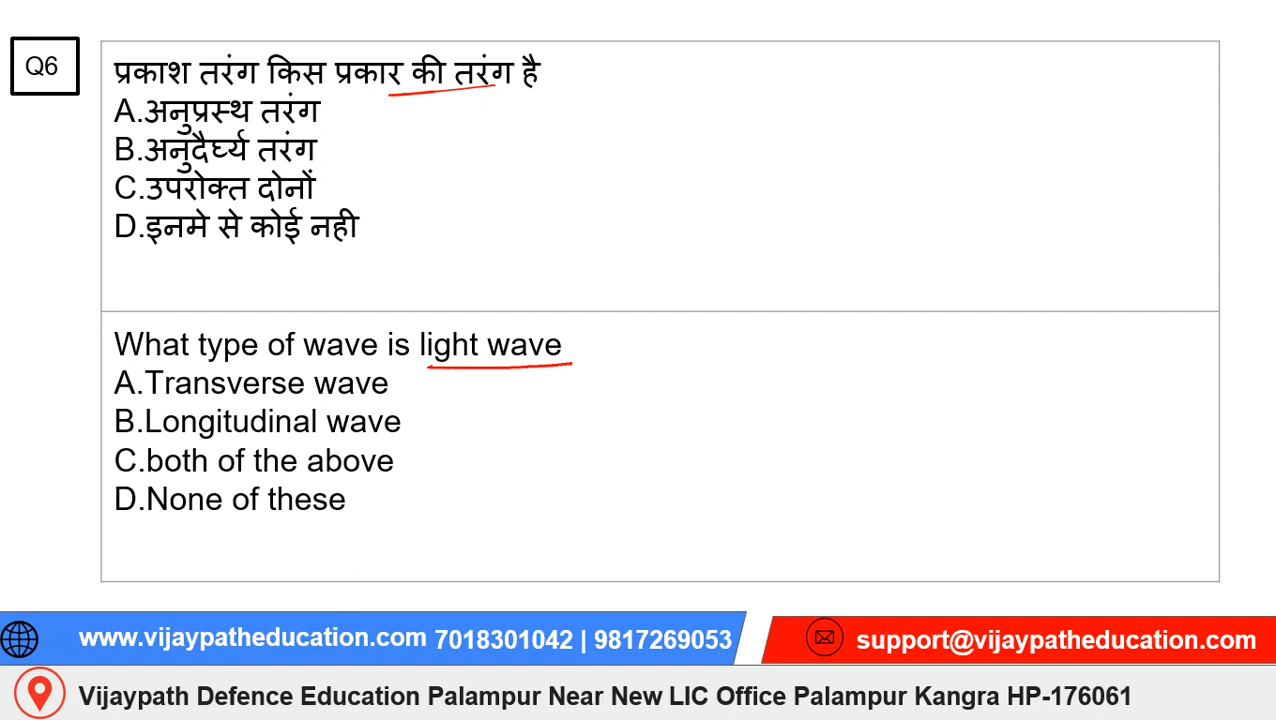 Q6
प्रकाश तरंग किस प्रकार की तरंग है
A.अनुप्रस्थ तरंग
B.अनुदैर्घ्य तरंग
C.उपरोक्त दोनों
D.इनमे से कोई नही
What type of wave is light wave
A.Transverse wave
B.Longitudinal wave
C.both of the above
D.None of these
www.vijaypatheducation.com 7018301042 | 9817269053
support@vijaypatheducation.com
Vijaypath Defence Education Palampur Near New LIC Office Palampur Kangra HP-176061